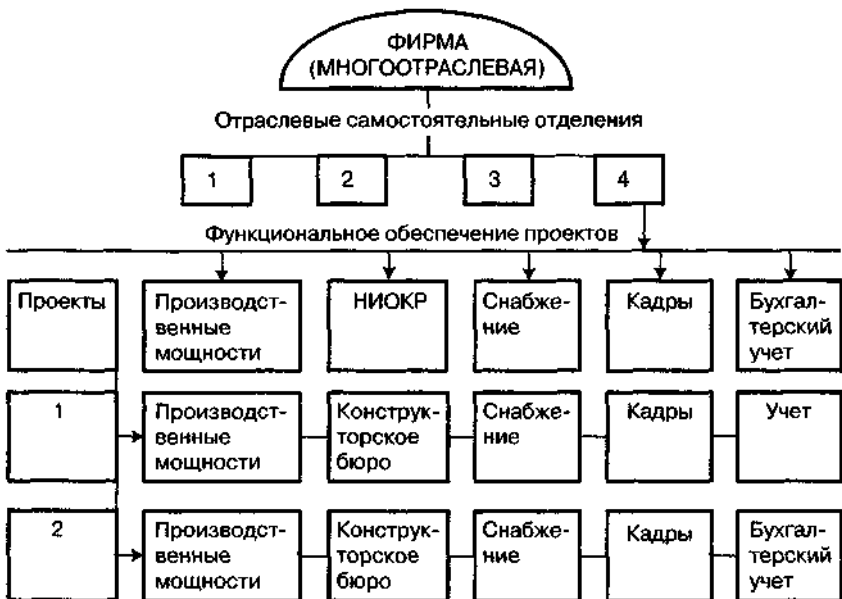 ФИРМА
(МНОГООТРАСЛЕВАЯ)
Отраслевые самостоятельные отделения
1
2
3
4
Функциональное обеспечение проектов
Проекты
Производст-
венные
мощности
НИОКР
Снабже-
ние
Кадры
Бухгал-
терский
учет
1
Производст-
венные
мощности
Конструк-
торское
бюро
Снабже-
ние
Кадры
Учет
2
Производст-
венные
мощности
Конструк-
торское
бюро
Снабже-
ние
Кадры
Бухгал-
терский
учет